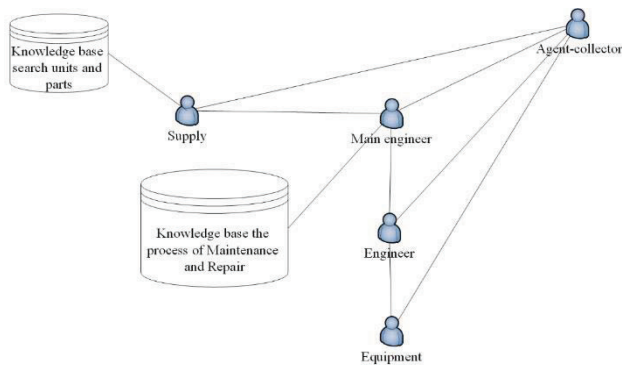 Knowledge base
search units and
parts
Agent-collector
Supply
Main engineer
Knowledge base the
process of Maintenance
and Repair
Engineer
Equipment